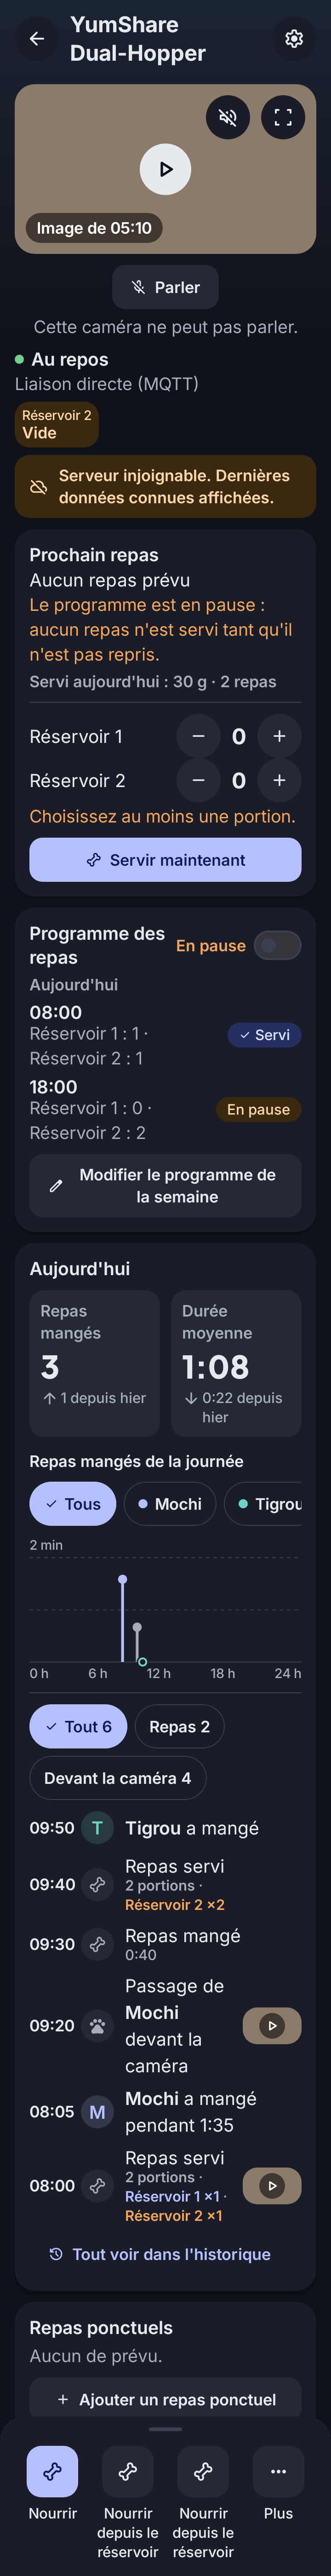 YumShare
Dual-Hopper
Image de 05:10
Parler
Cette caméra ne peut pas parler.
Au repos
Liaison directe (MQTT)
Réservoir 2
Vide
Serveur injoignable. Dernières
données connues affichées.
Prochain repas
Aucun repas prévu
Le programme est en pause :
aucun repas n'est servi tant qu'il
n'est pas repris.
Servi aujourd'hui : 30 g · 2 repas
Réservoir 1
0
Réservoir 2
0
Choisissez au moins une portion.
Servir maintenant
Programme des
repas
En pause
Aujourd'hui
08:00
Réservoir 1 : 1 ·
Réservoir 2 : 1
Servi
18:00
Réservoir 1 : 0 ·
Réservoir 2 : 2
En pause
Modifier le programme de
la semaine
Aujourd'hui
Repas
mangés
3
1 depuis hier
Durée
moyenne
1:08
0:22 depuis
hier
Repas mangés de la journée
Tous
Mochi
Tigrou
2 min
0 h 6 h 12 h 18 h 24 h
Tout 6
Repas 2
Devant la caméra 4
09:50
T
Tigrou a mangé
09:40
Repas servi
2 portions ·
Réservoir 2 ×2
09:30
Repas mangé
0:40
09:20
Passage de
Mochi
devant la
caméra
08:05
M
Mochi a mangé
pendant 1:35
08:00
Repas servi
2 portions ·
Réservoir 1 ×1 ·
Réservoir 2 ×1
Tout voir dans l'historique
Repas ponctuels
Aucun de prévu.
Ajouter un repas ponctuel
Nourrir
Nourrir
depuis le
réservoir
Nourrir
depuis le
réservoir
Plus